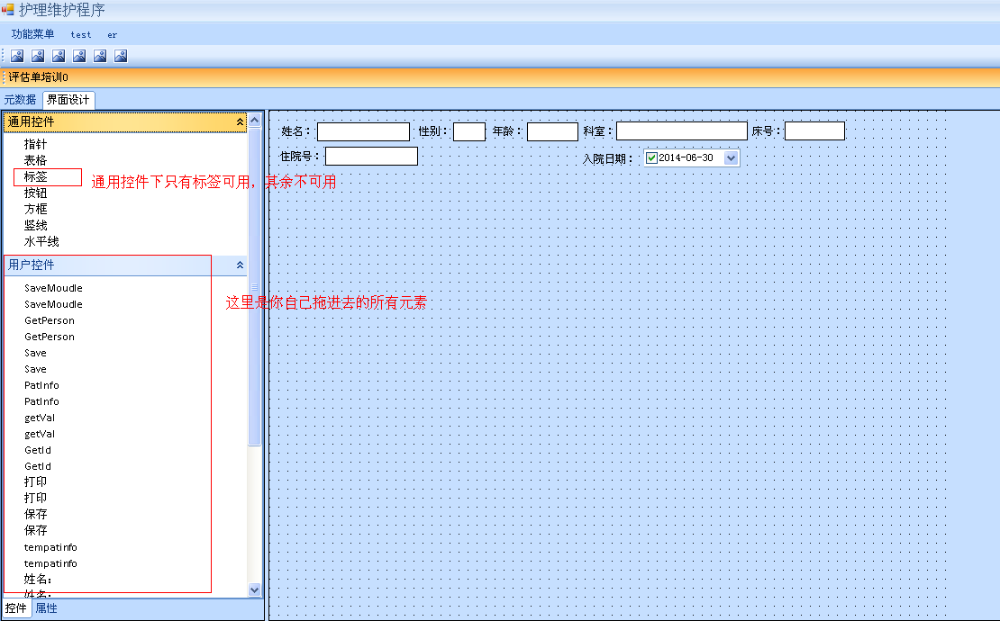 护理维护程序
功能菜单 test er
评估单培训0
元数据 界面设计
通用控件
指针
表格
标签
按钮
方框
竖线
水平线
通用控件下只有标签可用，其余不可用
用户控件
SaveMoudle
SaveMoudle
GetPerson
GetPerson
Save
Save
PatInfo
PatInfo
getVal
getVal
GetId
GetId
打印
打印
保存
保存
tempatinfo
tempatinfo
姓名:
姓名:
这里是你自己拖进去的所有元素
控件 属性
姓名： 性别： 年龄： 科室： 床号：
住院号： 入院日期： 2014-06-30